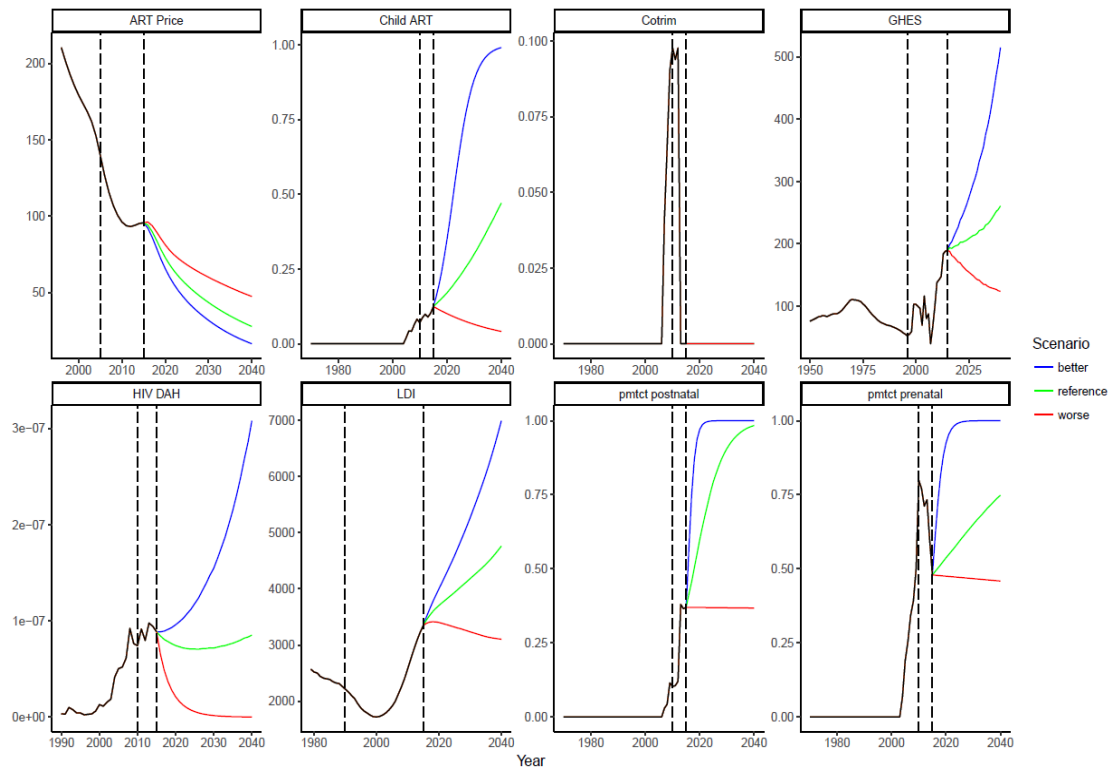 ART Price
Child ART
Cotrim
GHES
200
150
100
50
1.00
0.75
0.50
0.25
0.00
0.100
0.075
0.050
0.025
0.000
500
400
300
200
100
2000 2010 2020 2030 2040
1980 2000 2020 2040
1980 2000 2020 2040
1950 1975 2000 2025
HIV DAH
LDI
pmtct postnatal
pmtct prenatal
3e−07
2e−07
1e−07
0e+00
7000
6000
5000
4000
3000
2000
1.00
0.75
0.50
0.25
0.00
1.00
0.75
0.50
0.25
0.00
1990 2000 2010 2020 2030 2040
1980 2000 2020 2040
1980 2000 2020 2040
1980 2000 2020 2040
Year
Scenario
better
reference
worse